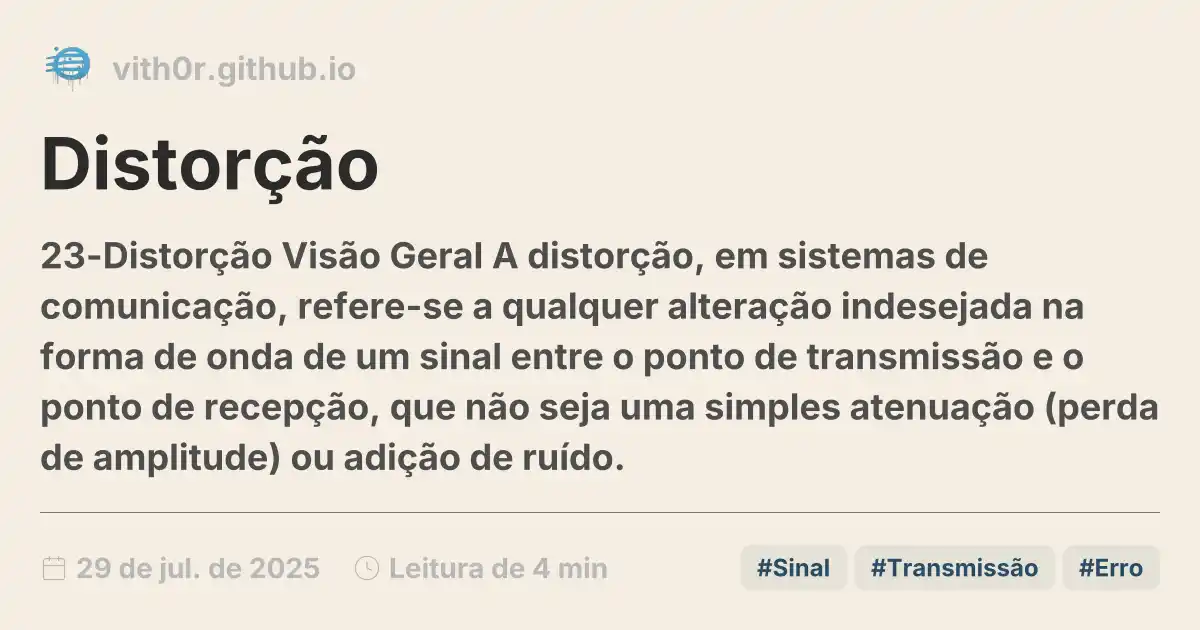 vith0r.github.io
Distorção
23-Distorção Visão Geral A distorção, em sistemas de
comunicação, refere-se a qualquer alteração indesejada na
forma de onda de um sinal entre o ponto de transmissão e o
ponto de recepção, que não seja uma simples atenuação (perda
de amplitude) ou adição de ruído.
29 de jul. de 2025 Leitura de 4 min #Sinal #Transmissão #Erro